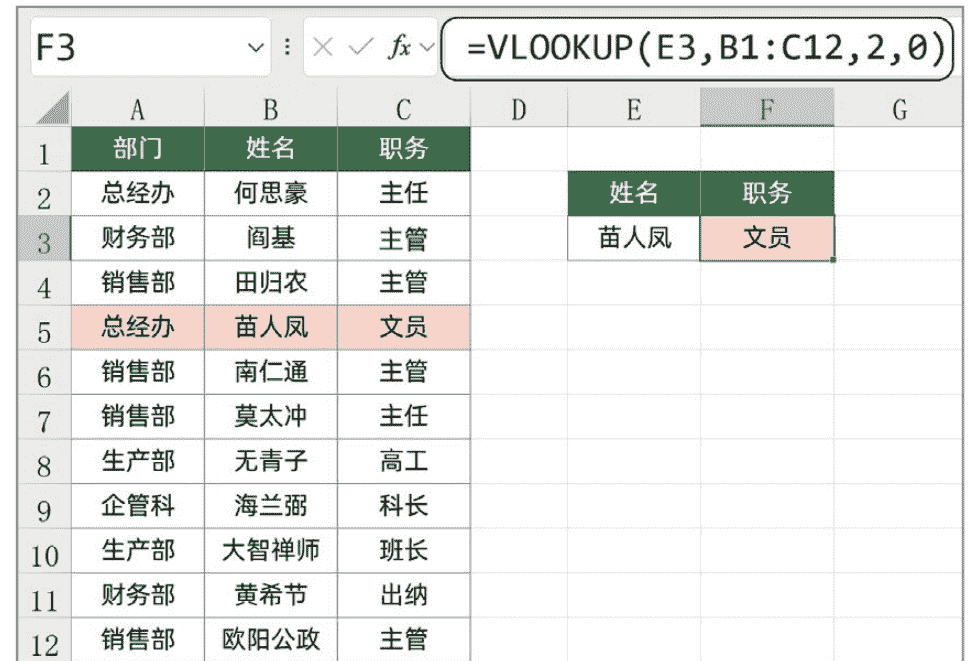 F3 fx =VLOOKUP(E3,B1:C12,2,0)
A B C D E F G
1 部门 姓名 职务
2 总经办 何思豪 主任 姓名 职务
3 财务部 阎基 主管 苗人凤 文员
4 销售部 田归农 主管
5 总经办 苗人凤 文员
6 销售部 南仁通 主管
7 销售部 莫太冲 主任
8 生产部 无青子 高工
9 企管科 海兰弼 科长
10 生产部 大智禅师 班长
11 财务部 黄希节 出纳
12 销售部 欧阳公政 主管